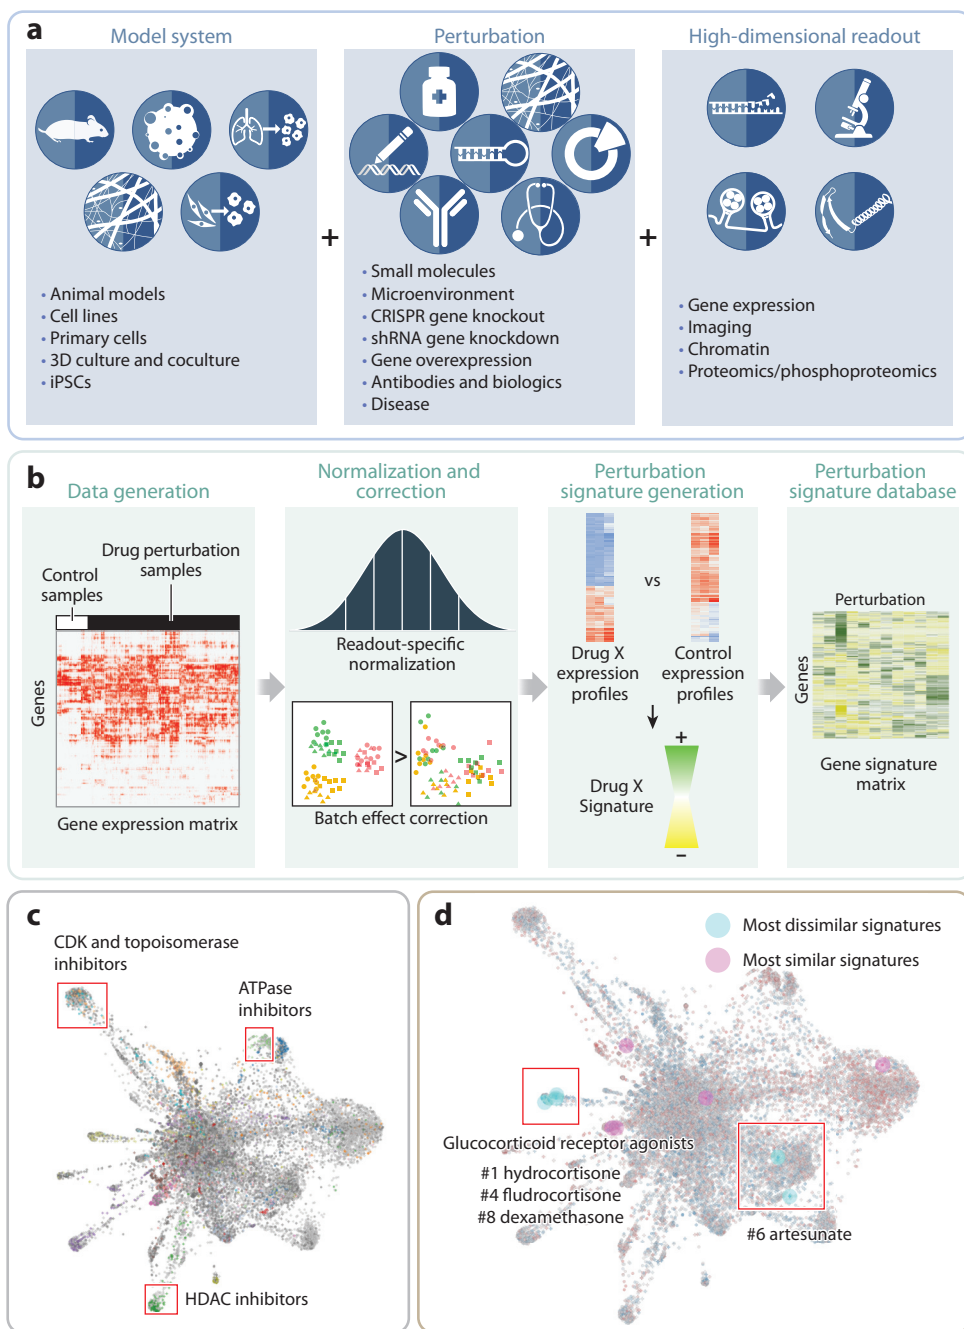 a
Model system
Perturbation
High-dimensional readout
+
+
• Animal models
• Cell lines
• Primary cells
• 3D culture and coculture
• iPSCs
• Small molecules
• Microenvironment
• CRISPR gene knockout
• shRNA gene knockdown
• Gene overexpression
• Antibodies and biologics
• Disease
• Gene expression
• Imaging
• Chromatin
• Proteomics/phosphoproteomics
b
Data generation
Normalization and
correction
Perturbation
signature generation
Perturbation
signature database
Drug perturbation
samples
Control
samples
Genes
Gene expression matrix
Readout-specific
normalization
>
Batch effect correction
vs
Drug X
expression
profiles
Control
expression
profiles
+
Drug X
Signature
–
Perturbation
Genes
Gene signature
matrix
c
CDK and topoisomerase
inhibitors
ATPase
inhibitors
HDAC inhibitors
d
Most dissimilar signatures
Most similar signatures
Glucocorticoid receptor agonists
#1 hydrocortisone
#4 fludrocortisone
#8 dexamethasone
#6 artesunate